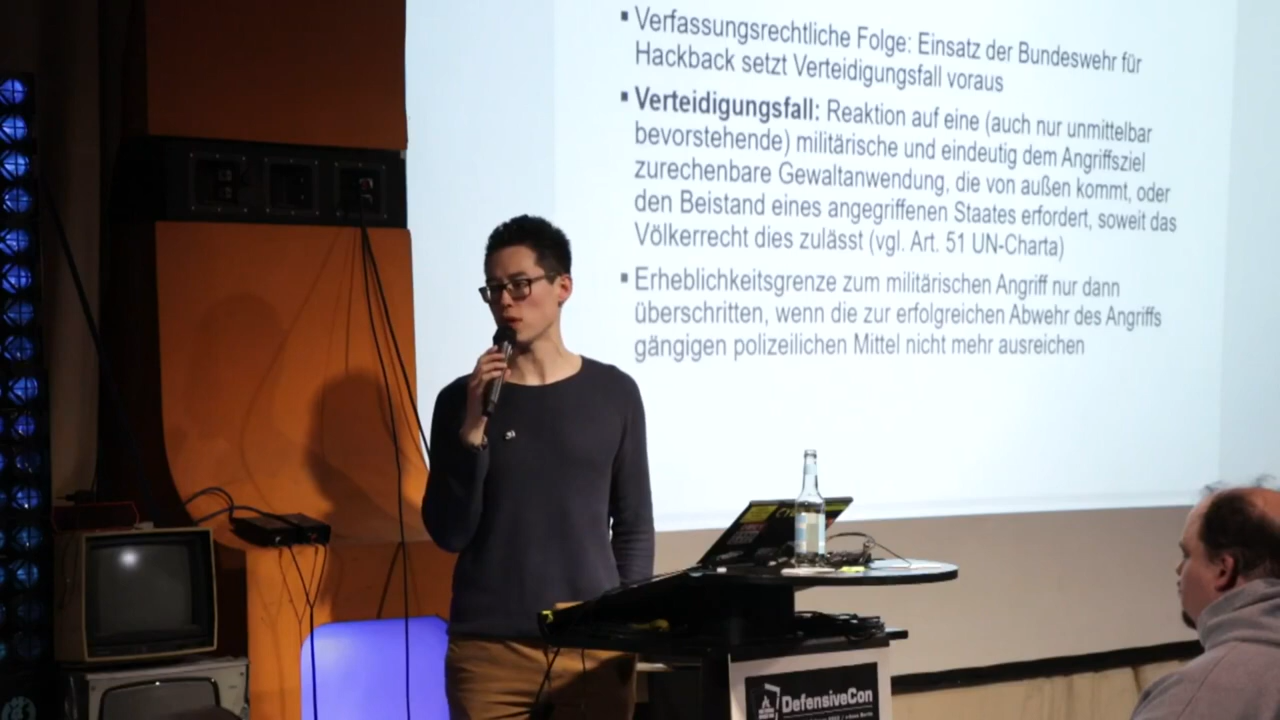 ▪ Verfassungsrechtliche Folge: Einsatz der Bundeswehr für
Hackback setzt Verteidigungsfall voraus
▪ Verteidigungsfall: Reaktion auf eine (auch nur unmittelbar
bevorstehende) militärische und eindeutig dem Angriffsziel
zurechenbare Gewaltanwendung, die von außen kommt, oder
den Beistand eines angegriffenen Staates erfordert, soweit das
Völkerrecht dies zulässt (vgl. Art. 51 UN-Charta)
▪ Erheblichkeitsgrenze zum militärischen Angriff nur dann
überschritten, wenn die zur erfolgreichen Abwehr des Angriffs
gängigen polizeilichen Mittel nicht mehr ausreichen
DefensiveCon